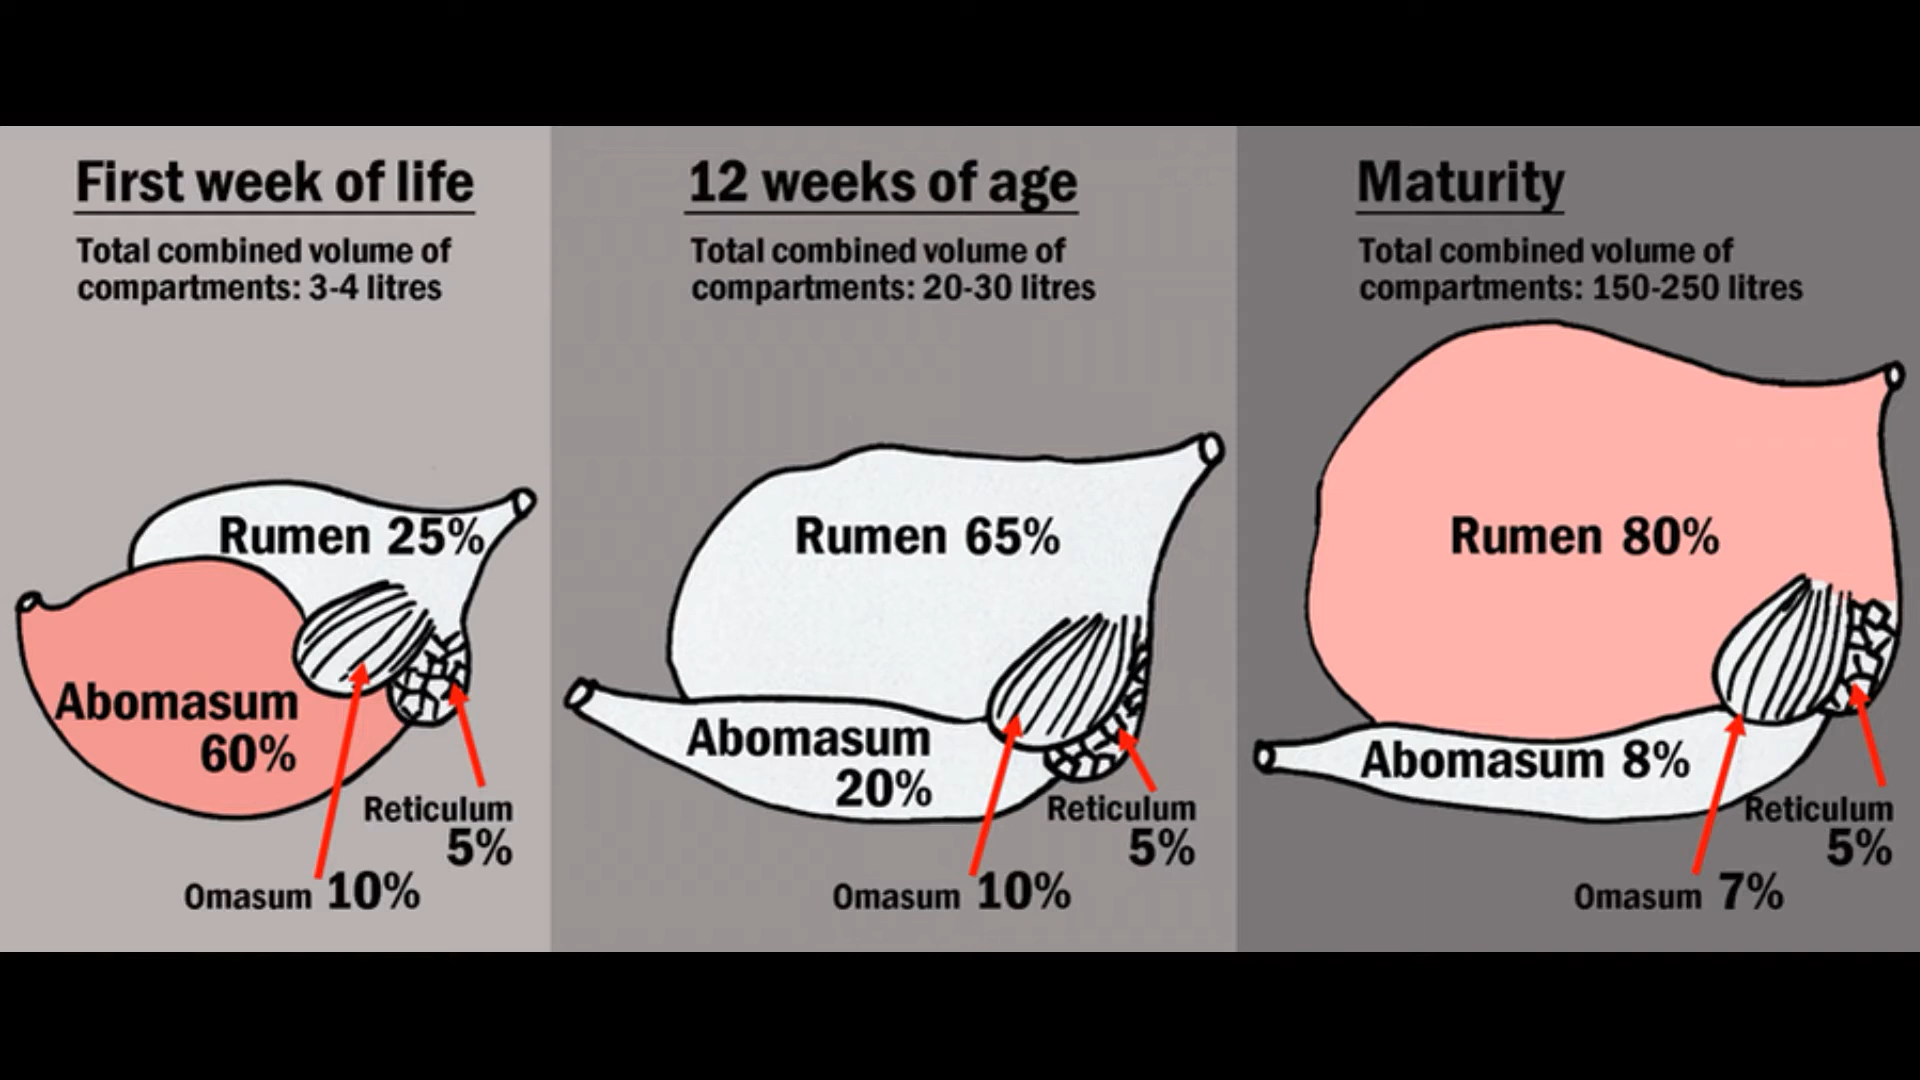 First week of life
Total combined volume of
compartments: 3-4 litres
Rumen 25%
Abomasum
60%
Reticulum
5%
Omasum 10%
12 weeks of age
Total combined volume of
compartments: 20-30 litres
Rumen 65%
Abomasum
20%
Reticulum
5%
Omasum 10%
Maturity
Total combined volume of
compartments: 150-250 litres
Rumen 80%
Abomasum 8%
Reticulum
5%
Omasum 7%